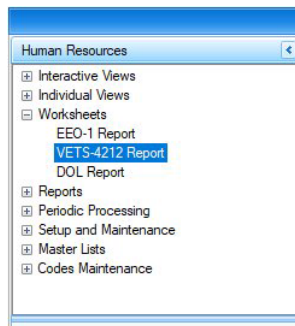 Human Resources
Interactive Views
Individual Views
Worksheets
EEO-1 Report
VETS-4212 Report
DOL Report
Reports
Periodic Processing
Setup and Maintenance
Master Lists
Codes Maintenance